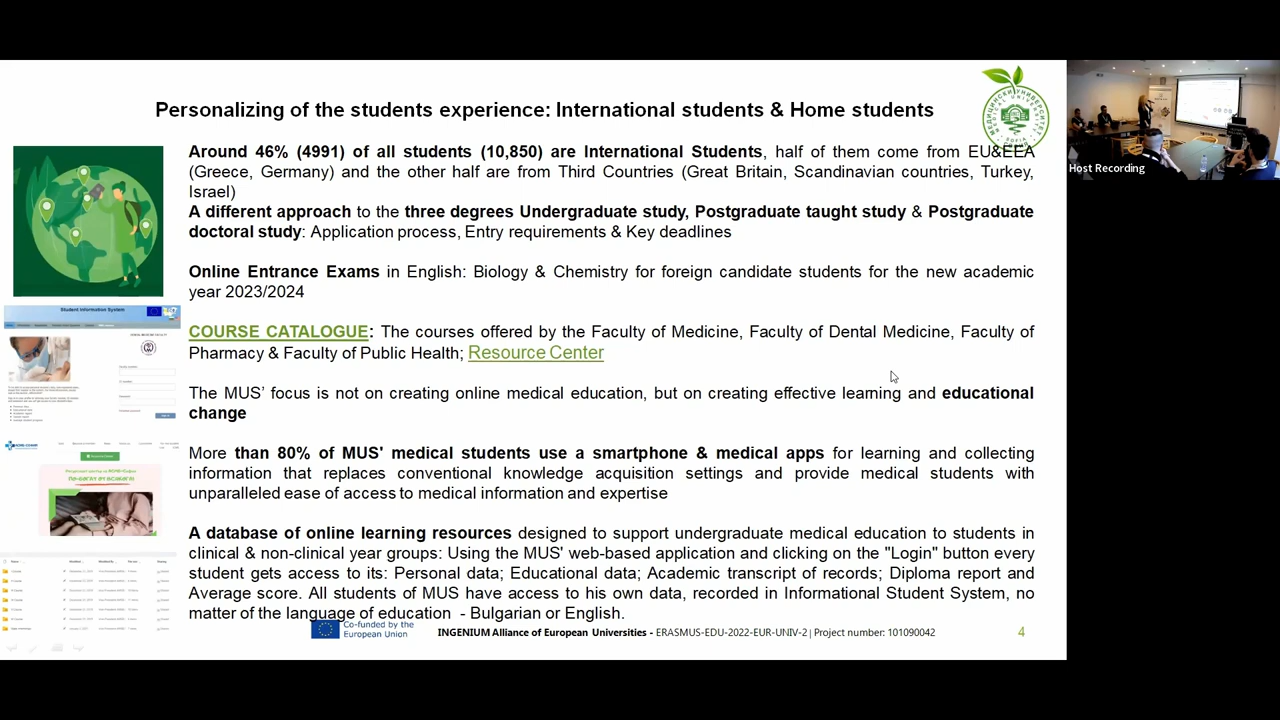 Personalizing of the students experience: International students & Home students
Around 46% (4991) of all students (10,850) are International Students, half of them come from EU&EEA
(Greece, Germany) and the other half are from Third Countries (Great Britain, Scandinavian countries, Turkey,
Israel)
A different approach to the three degrees Undergraduate study, Postgraduate taught study & Postgraduate
doctoral study: Application process, Entry requirements & Key deadlines
Online Entrance Exams in English: Biology & Chemistry for foreign candidate students for the new academic
year 2023/2024
COURSE CATALOGUE: The courses offered by the Faculty of Medicine, Faculty of Dental Medicine, Faculty of
Pharmacy & Faculty of Public Health; Resource Center
The MUS' focus is not on creating online medical education, but on creating effective learning and educational
change
More than 80% of MUS' medical students use a smartphone & medical apps for learning and collecting
information that replaces conventional knowledge acquisition settings and provide medical students with
unparalleled ease of access to medical information and expertise
A database of online learning resources designed to support undergraduate medical education to students in
clinical & non-clinical year groups: Using the MUS' web-based application and clicking on the "Login" button every
student gets access to its: Personal data; Educational data; Academic transcript of records; Diploma report and
Average score. All students of MUS have access to his own data, recorded in International Student System, no
matter of the language of education - Bulgarian or English.
Co-funded by the
European Union
INGENIUM Alliance of European Universities - ERASMUS-EDU-2022-EUR-UNIV-2 | Project number: 101090042
4
Student Information System
МЕДИЦИНСКИ УНИВЕРСИТЕТ
Host Recording